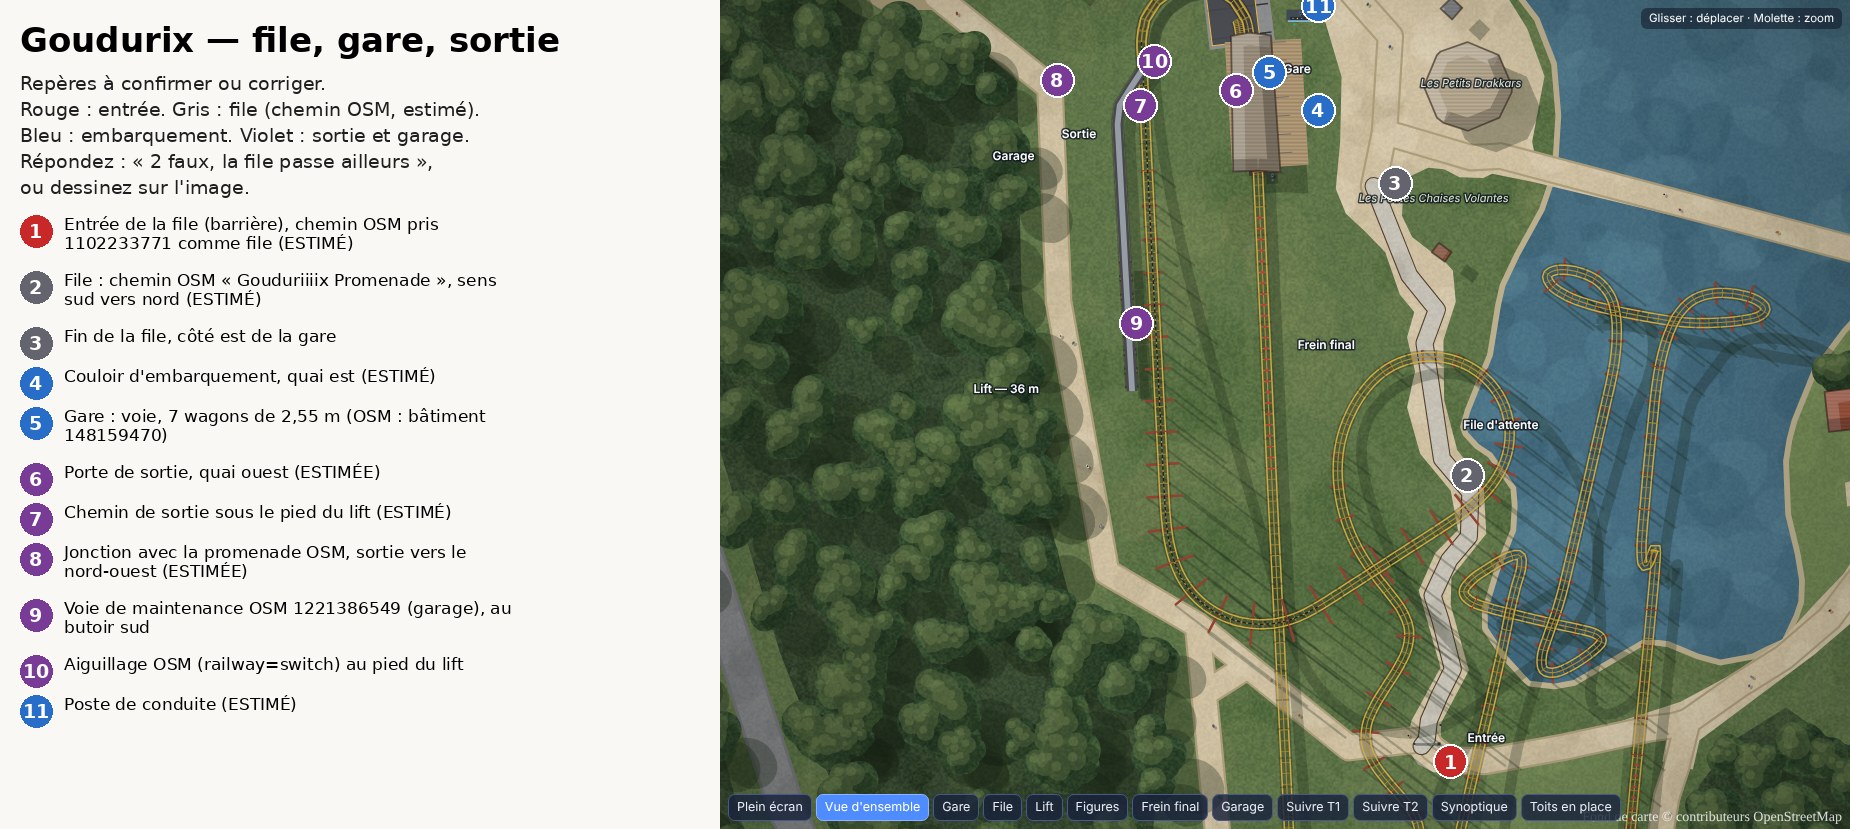 Goudurix — file, gare, sortie
Repères à confirmer ou corriger.
Rouge : entrée. Gris : file (chemin OSM, estimé).
Bleu : embarquement. Violet : sortie et garage.
Répondez : « 2 faux, la file passe ailleurs »,
ou dessinez sur l'image.
1 Entrée de la file (barrière), chemin OSM pris
1102233771 comme file (ESTIMÉ)
2 File : chemin OSM « Gouduriiiix Promenade », sens
sud vers nord (ESTIMÉ)
3 Fin de la file, côté est de la gare
4 Couloir d'embarquement, quai est (ESTIMÉ)
5 Gare : voie, 7 wagons de 2,55 m (OSM : bâtiment
148159470)
6 Porte de sortie, quai ouest (ESTIMÉE)
7 Chemin de sortie sous le pied du lift (ESTIMÉ)
8 Jonction avec la promenade OSM, sortie vers le
nord-ouest (ESTIMÉE)
9 Voie de maintenance OSM 1221386549 (garage), au
butoir sud
10 Aiguillage OSM (railway=switch) au pied du lift
11 Poste de conduite (ESTIMÉ)
11
Glisser : déplacer · Molette : zoom
10
8
5
Gare
6
Les Petits Drakkars
7
4
Sortie
Garage
3
Les Chaises Volantes
9
Frein final
Lift — 36 m
File d'attente
2
Entrée
1
Plein écran
Vue d'ensemble
Gare
File
Lift
Figures
Frein final
Garage
Suivre T1
Suivre T2
Synoptique
Toits en place
de carte © contributeurs OpenStreetMap